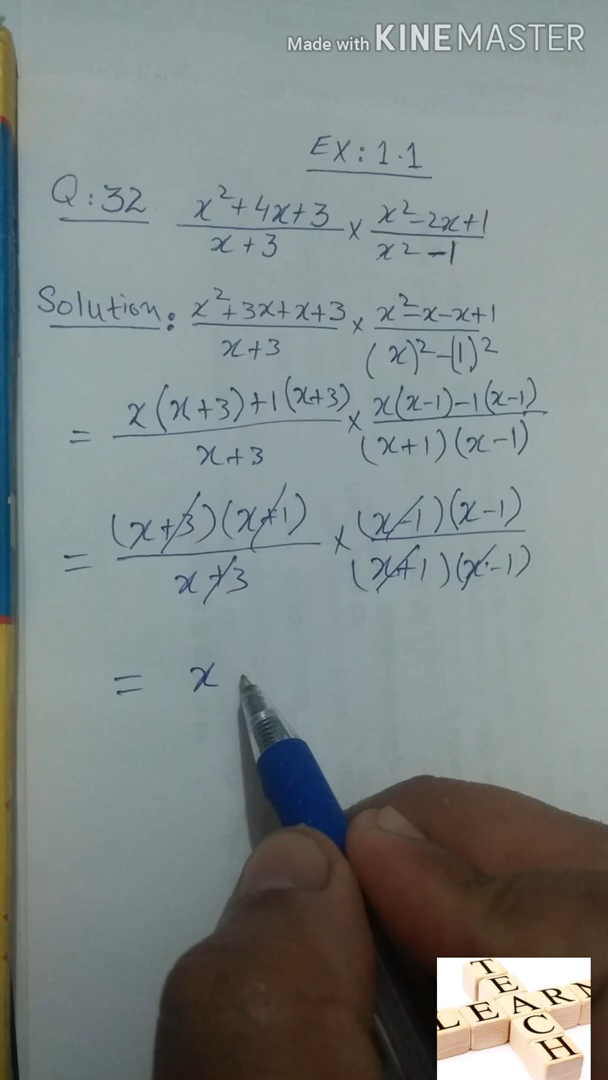 Made with KINEMASTER
EX: 1.1
Q:32 (x²+4x+3)/(x+3) × (x²-2x+1)/(x²-1)
Solution: (x²+3x+x+3)/(x+3) × (x²-x-x+1)/((x)²-(1)²)
= (x(x+3)+1(x+3))/(x+3) × (x(x-1)-1(x-1))/((x+1)(x-1))
= ((x+3)(x+1))/(x+3) × ((x-1)(x-1))/((x+1)(x-1))
= x
TEACH
LEARN